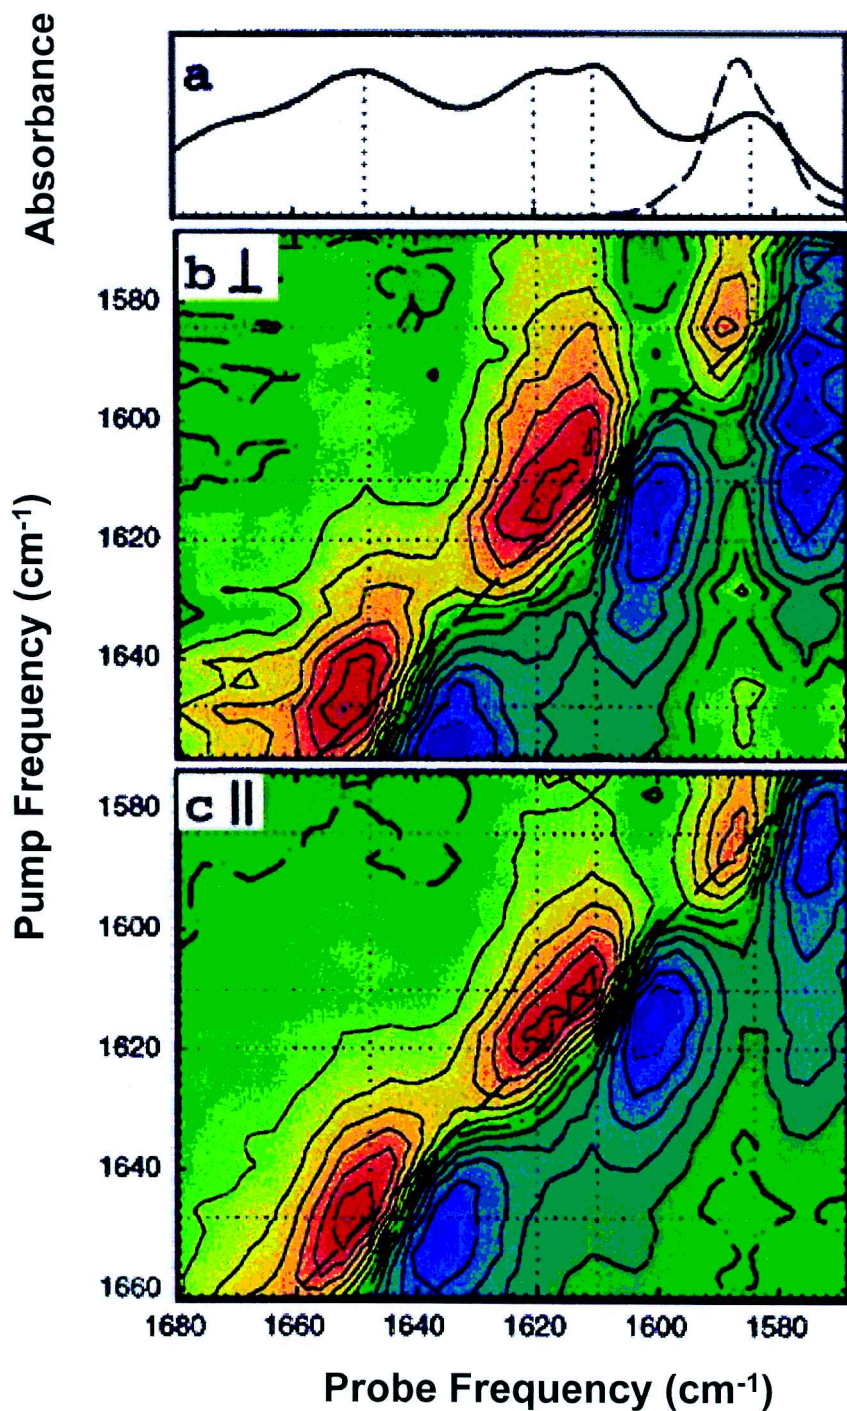 Absorbance
a
b ⊥
1580
1600
1620
1640
Pump Frequency (cm-1)
c ||
1580
1600
1620
1640
1660
1680 1660 1640 1620 1600 1580
Probe Frequency (cm-1)